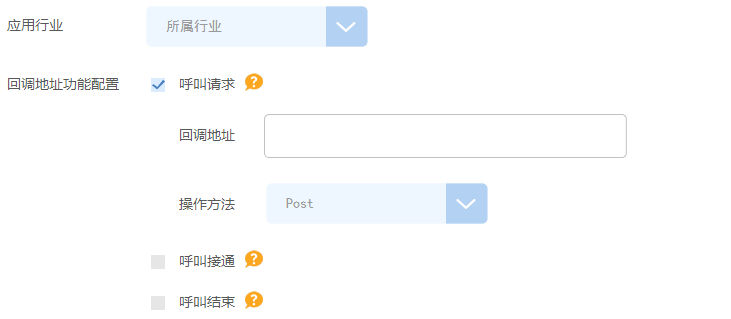 应用行业 所属行业
回调地址功能配置 呼叫请求 ?
回调地址
操作方法 Post
呼叫接通 ?
呼叫结束 ?